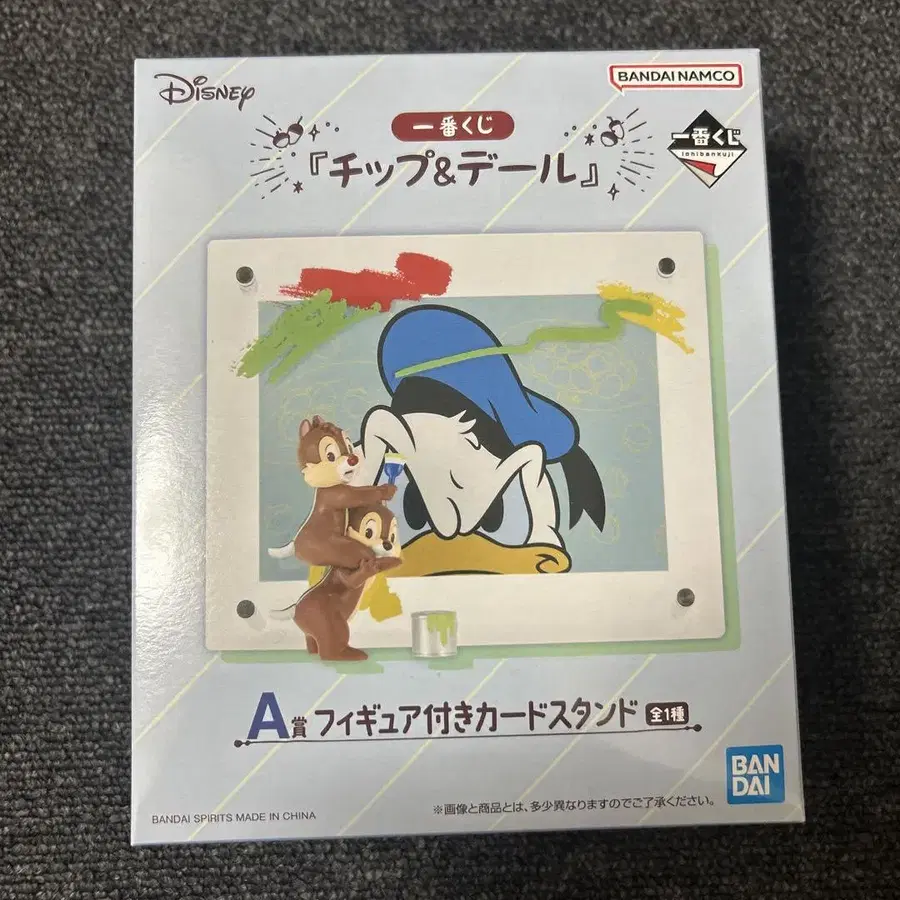 Disney
BANDAI NAMCO
一番くじ
一番くじ
ichibankuji
『チップ&デール』
A賞 フィギュア付きカードスタンド 全1種
BAN
DAI
※画像と商品とは、多少異なりますのでご了承ください。
BANDAI SPIRITS MADE IN CHINA